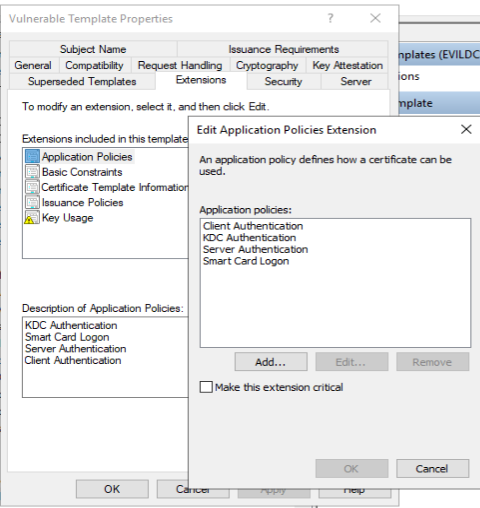 Vulnerable Template Properties
?
Subject Name
Issuance Requirements
General
Compatibility
Request Handling
Cryptography
Key Attestation
Superseded Templates
Extensions
Security
Server
To modify an extension, select it, and then click Edit.
Extensions included in this template
Application Policies
Basic Constraints
Certificate Template Information
Issuance Policies
Key Usage
Description of Application Policies:
KDC Authentication
Smart Card Logon
Server Authentication
Client Authentication
OK
Cancel
Apply
Help
Edit Application Policies Extension
An application policy defines how a certificate can be
used.
Application policies:
Client Authentication
KDC Authentication
Server Authentication
Smart Card Logon
Add...
Edit...
Remove
Make this extension critical
OK
Cancel
mplates (EVILDC
ions
mplate